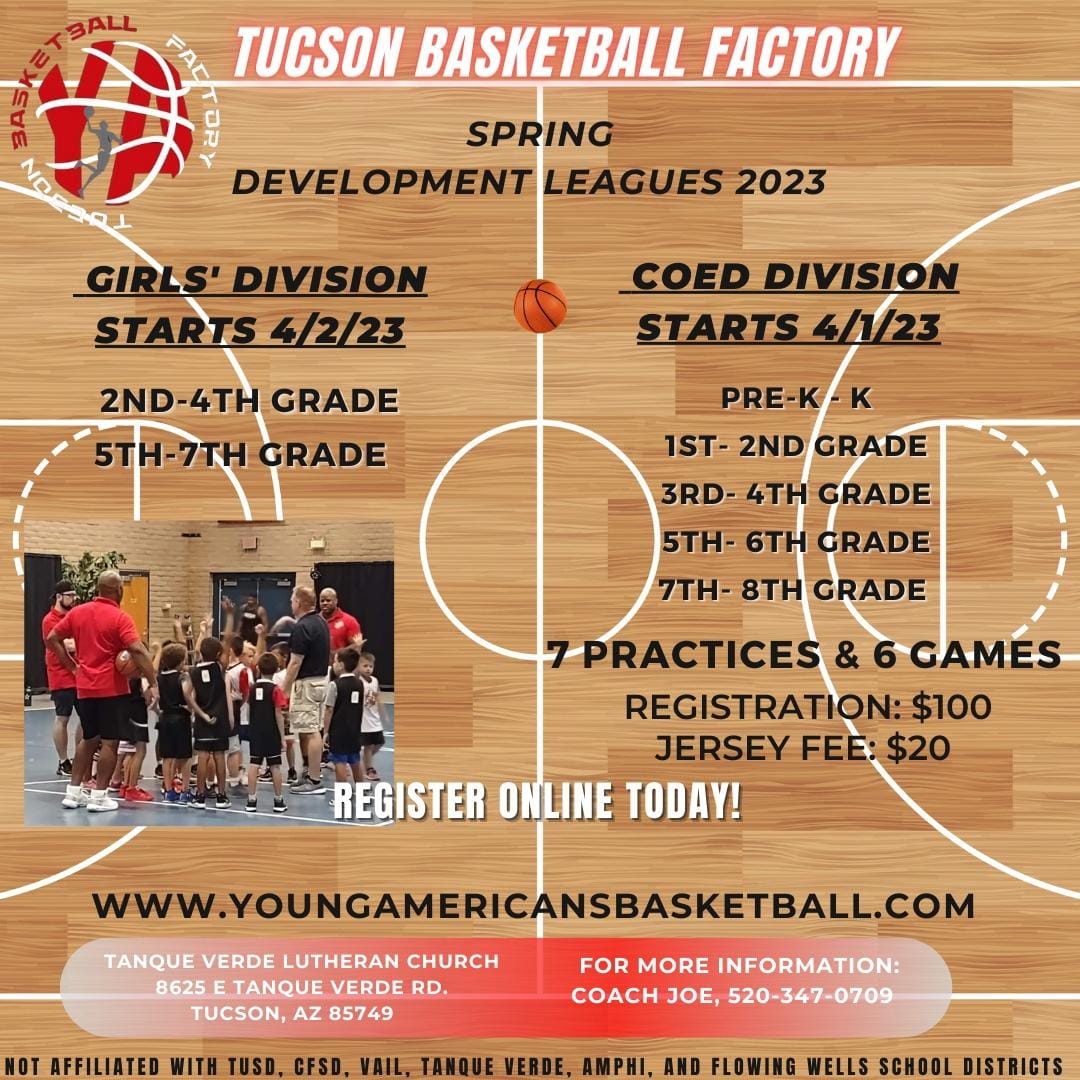 BASKETBALL FACTORY
TUCSON
YA
TUCSON BASKETBALL FACTORY
SPRING
DEVELOPMENT LEAGUES 2023
GIRLS' DIVISION
STARTS 4/2/23
2ND-4TH GRADE
5TH-7TH GRADE
COED DIVISION
STARTS 4/1/23
PRE-K - K
1ST- 2ND GRADE
3RD- 4TH GRADE
5TH- 6TH GRADE
7TH- 8TH GRADE
7 PRACTICES & 6 GAMES
REGISTRATION: $100
JERSEY FEE: $20
REGISTER ONLINE TODAY!
WWW.YOUNGAMERICANSBASKETBALL.COM
TANQUE VERDE LUTHERAN CHURCH
8625 E TANQUE VERDE RD.
TUCSON, AZ 85749
FOR MORE INFORMATION:
COACH JOE, 520-347-0709
NOT AFFILIATED WITH TUSD, CFSD, VAIL, TANQUE VERDE, AMPHI, AND FLOWING WELLS SCHOOL DISTRICTS